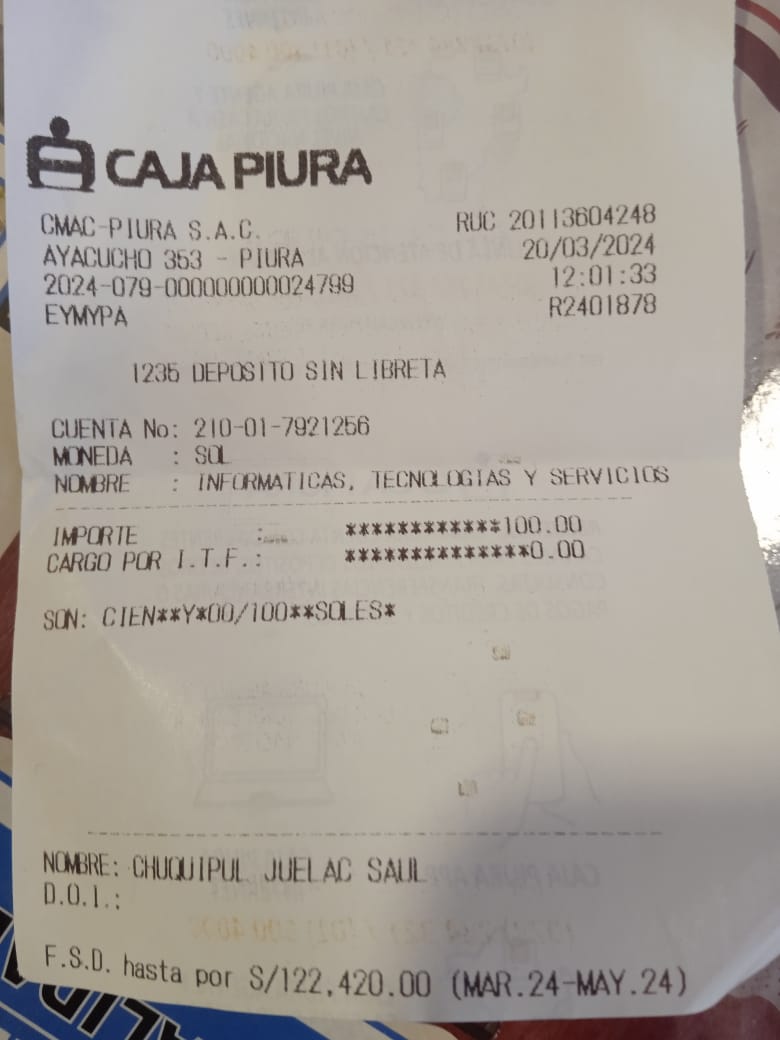 CAJA PIURA
CMAC-PIURA S.A.C. RUC 20113604248
AYACUCHO 353 - PIURA 20/03/2024
2024-079-000000000024799 12:01:33
EYMYPA R2401878
1235 DEPOSITO SIN LIBRETA
CUENTA No: 210-01-7921256
MONEDA : SOL
NOMBRE : INFORMATICAS, TECNOLOGIAS Y SERVICIOS
IMPORTE : ************100.00
CARGO POR I.T.F.: **************0.00
SON: CIEN**Y*00/100**SOLES*
NOMBRE: CHUQUIPUL JUELAC SAUL
D.O.I.:
F.S.D. hasta por S/122,420.00 (MAR.24-MAY.24)